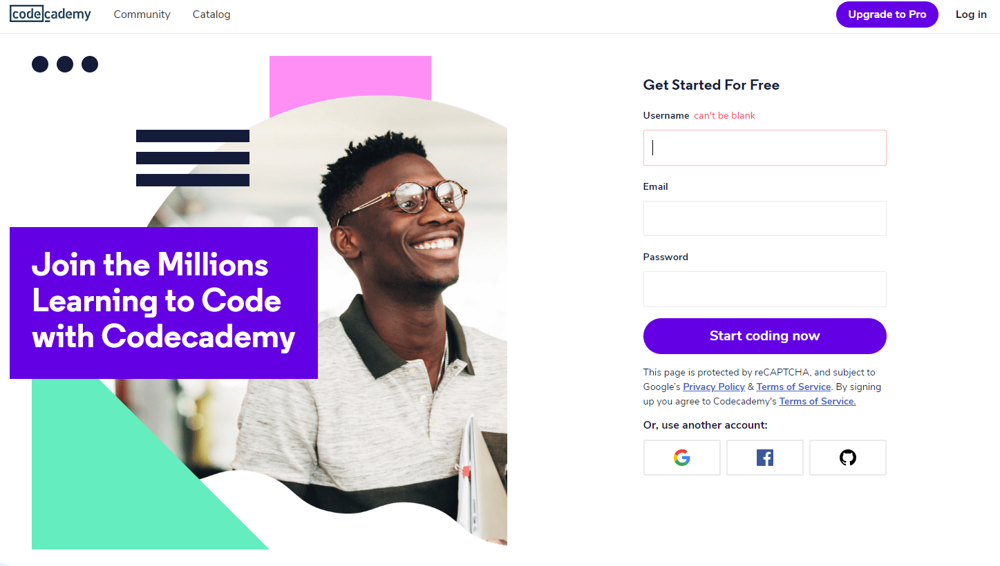 codecademy
Community
Catalog
Upgrade to Pro
Log in
Join the Millions
Learning to Code
with Codecademy
Get Started For Free
Username can't be blank
Email
Password
Start coding now
This page is protected by reCAPTCHA, and subject to
Google's Privacy Policy & Terms of Service. By signing
up you agree to Codecademy's Terms of Service.
Or, use another account: